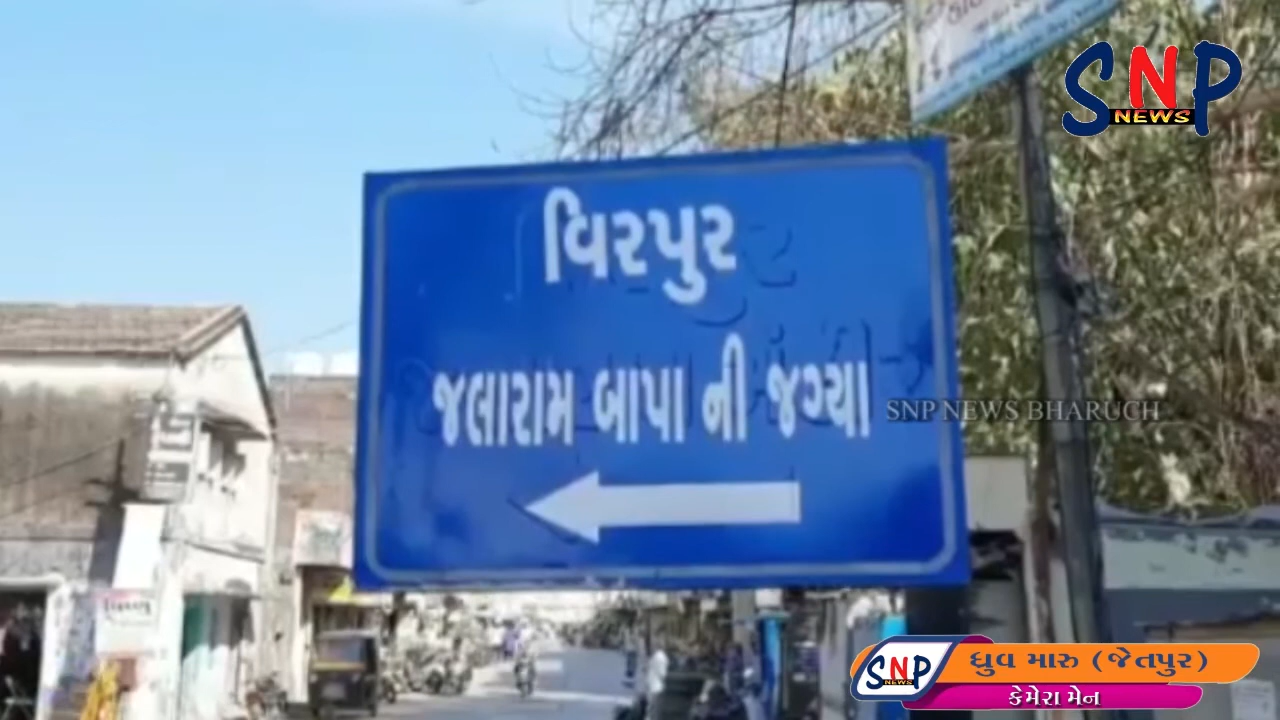 SNP
NEWS
વિરપુર
જલારામ બાપા ની જગ્યા
SNP NEWS BHARUCH
SNP
NEWS
ધ્રુવ મારુ (જેતપુર)
કેમેરા મેન